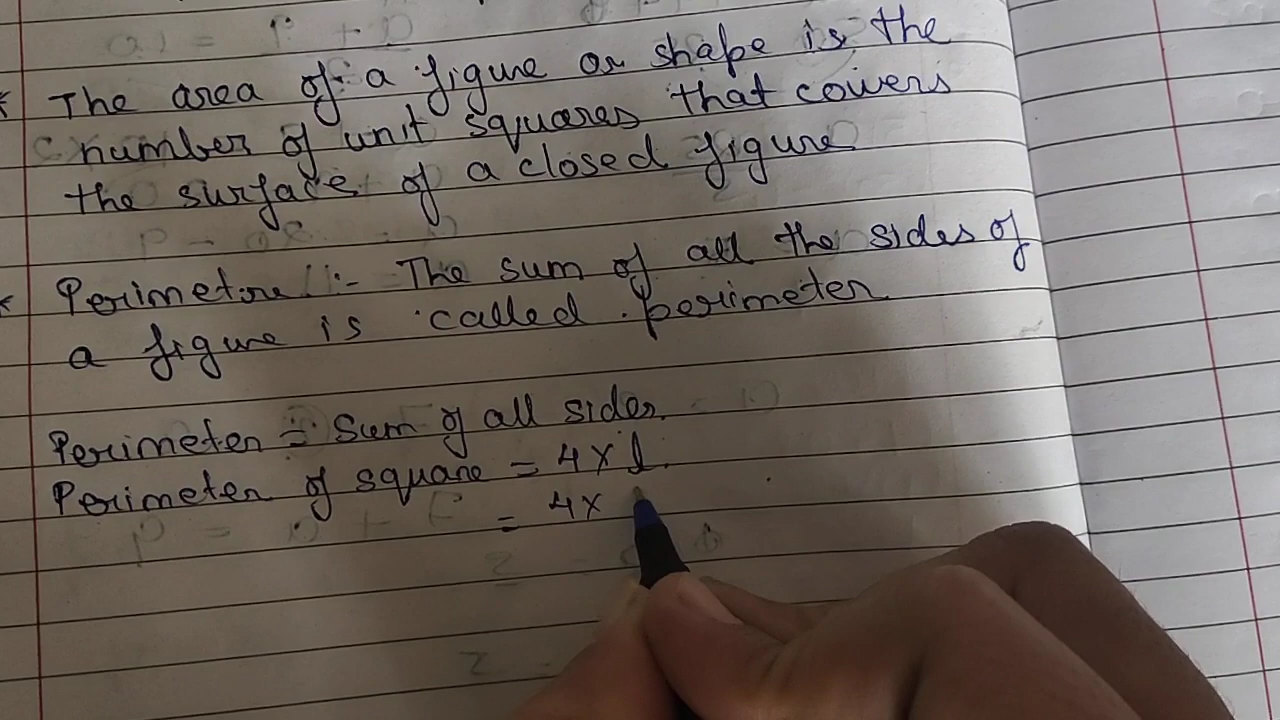 * The area of a figure or shape is the
number of unit squares that cowers
the surface of a closed figure
* Perimetre :- The sum of all the sides of
a figure is called perimeter
Perimeter = Sum of all sides.
Perimeter of square = 4 x l.
= 4x